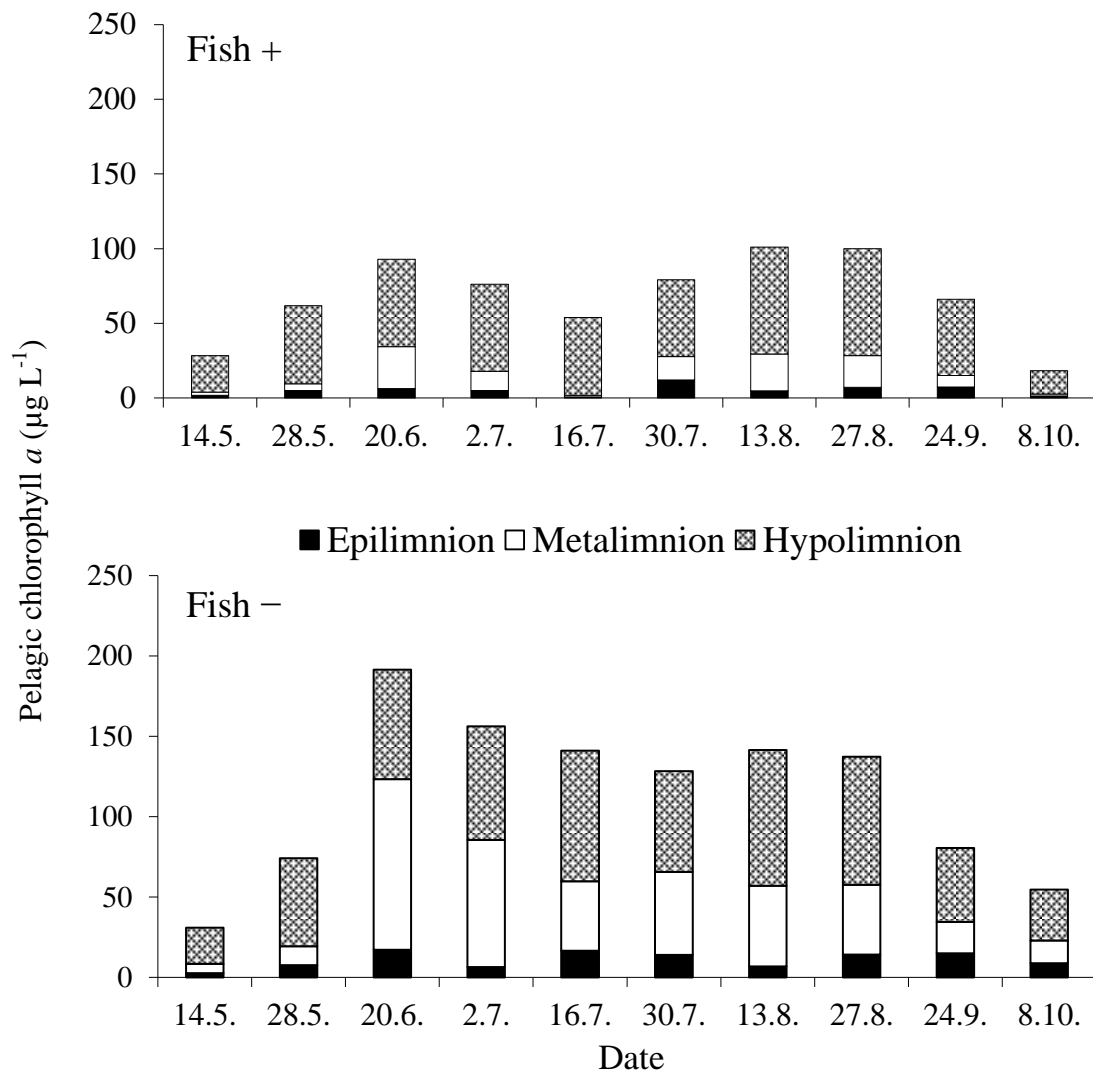 Fish +
250
200
150
100
50
0
14.5. 28.5. 20.6. 2.7. 16.7. 30.7. 13.8. 27.8. 24.9. 8.10.
Pelagic chlorophyll a (µg L⁻¹)
Epilimnion Metalimnion Hypolimnion
Fish −
250
200
150
100
50
0
14.5. 28.5. 20.6. 2.7. 16.7. 30.7. 13.8. 27.8. 24.9. 8.10.
Date